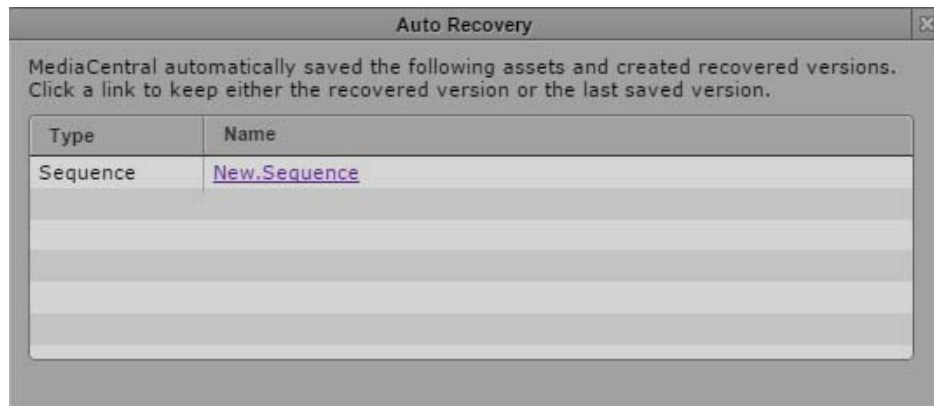 Auto Recovery
MediaCentral automatically saved the following assets and created recovered versions.
Click a link to keep either the recovered version or the last saved version.
Type Name
Sequence New.Sequence